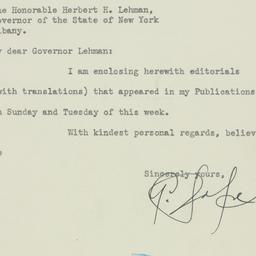 he Honorable Herbert H. Lehman,
overnor of the State of New York
lbany.
y dear Governor Lehman:
I am enclosing herewith editorials
with translations) that appeared in my Publications
n Sunday and Tuesday of this week.
With kindest personal regards, believ
e
Sincerely yours,